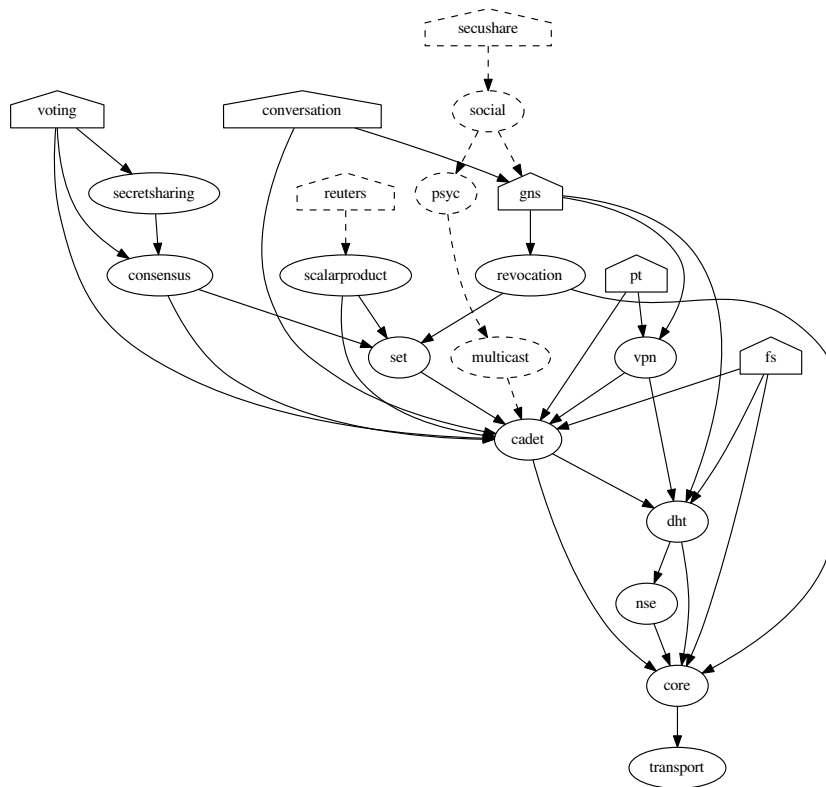 secushare
voting
conversation
social
secretsharing
reuters
psyc
gns
consensus
scalarproduct
revocation
pt
set
multicast
vpn
fs
cadet
dht
nse
core
transport